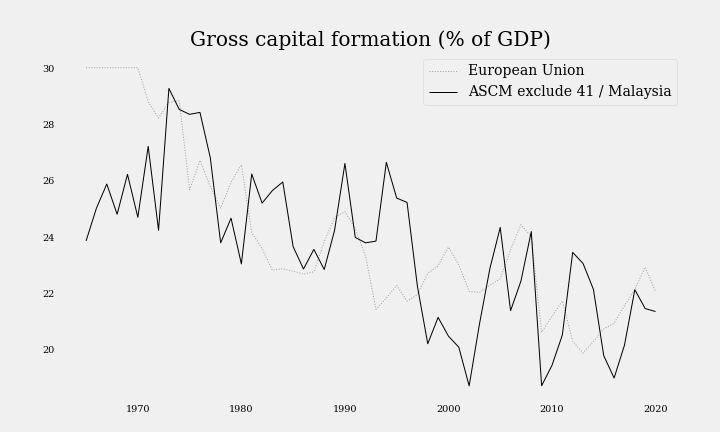 Gross capital formation (% of GDP)
European Union
ASCM exclude 41 / Malaysia
30
28
26
24
22
20
1970 1980 1990 2000 2010 2020